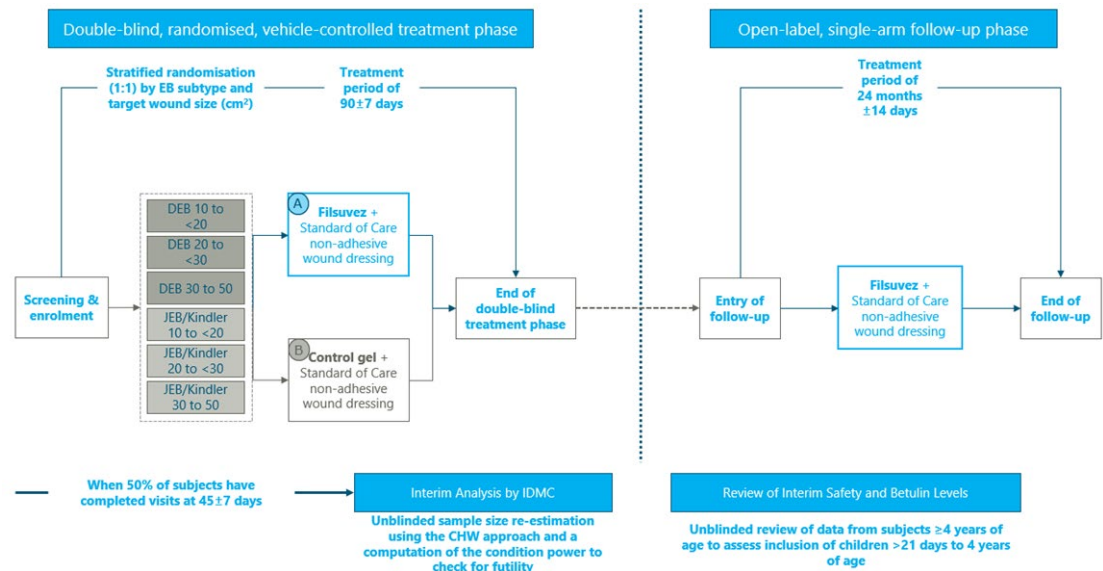 Double-blind, randomised, vehicle-controlled treatment phase
Open-label, single-arm follow-up phase
Stratified randomisation
(1:1) by EB subtype and
target wound size (cm²)
Treatment
period of
90±7 days
Treatment
period of
24 months
±14 days
Screening &
enrolment
DEB 10 to
<20
DEB 20 to
<30
DEB 30 to 50
JEB/Kindler
10 to <20
JEB/Kindler
20 to <30
JEB/Kindler
30 to 50
A
Filsuvez +
Standard of Care
non-adhesive
wound dressing
B
Control gel +
Standard of Care
non-adhesive
wound dressing
End of
double-blind
treatment phase
Entry of
follow-up
Filsuvez +
Standard of Care
non-adhesive
wound dressing
End of
follow-up
When 50% of subjects have
completed visits at 45±7 days
Interim Analysis by IDMC
Unblinded sample size re-estimation
using the CHW approach and a
computation of the condition power to
check for futility
Review of Interim Safety and Betulin Levels
Unblinded review of data from subjects ≥4 years of
age to assess inclusion of children >21 days to 4 years
of age